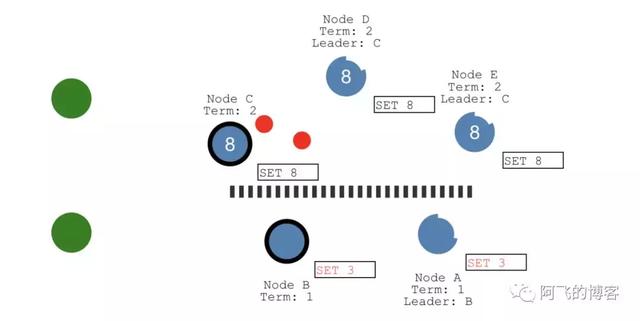 Node D
Term: 2
Leader: C
8
SET 8
Node E
Term: 2
Leader: C
8
SET 8
Node C
Term: 2
8
SET 8
Node B
Term: 1
SET 3
Node A
Term: 1
Leader: B
SET 3
阿飞的博客